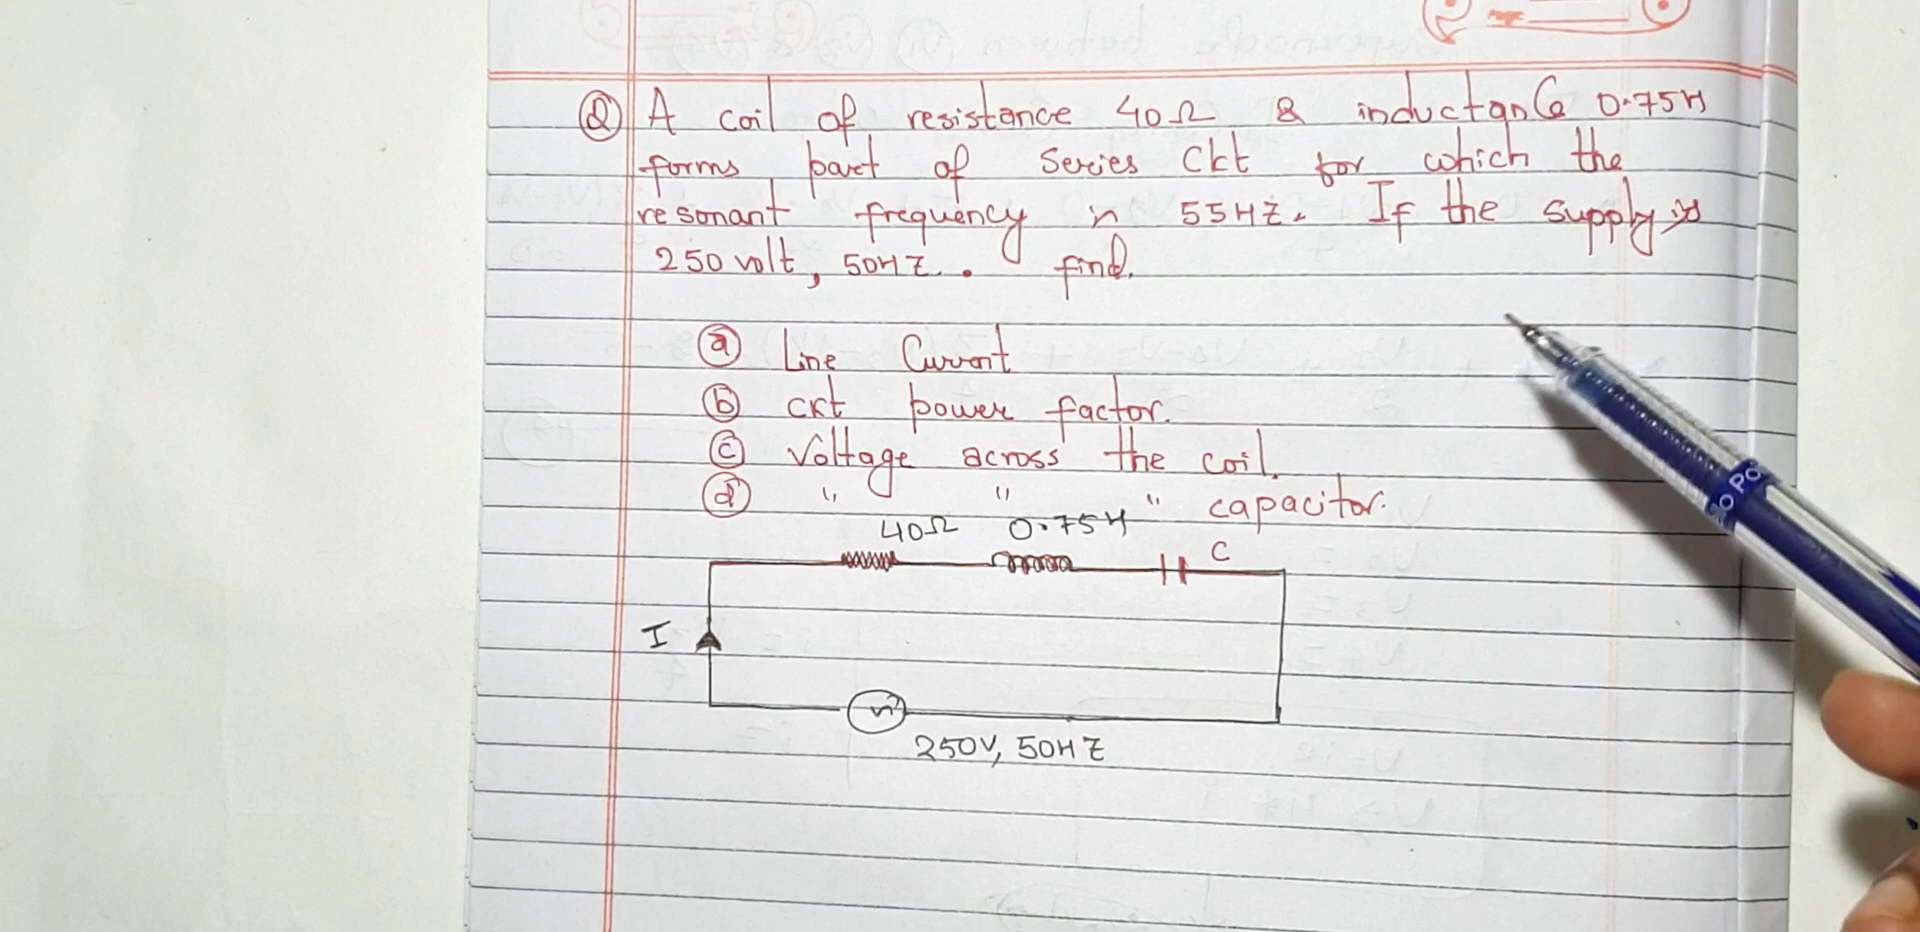 Q A coil of resistance 40Ω & inductance 0.75H
forms part of series Ckt for which the
resonant frequency is 55HZ. If the supply is
250 volt, 50HZ. find.
a Line Current
b ckt power factor.
c Voltage across the coil.
d " " " capacitor.
40Ω 0.75H C
I
250V, 50HZ